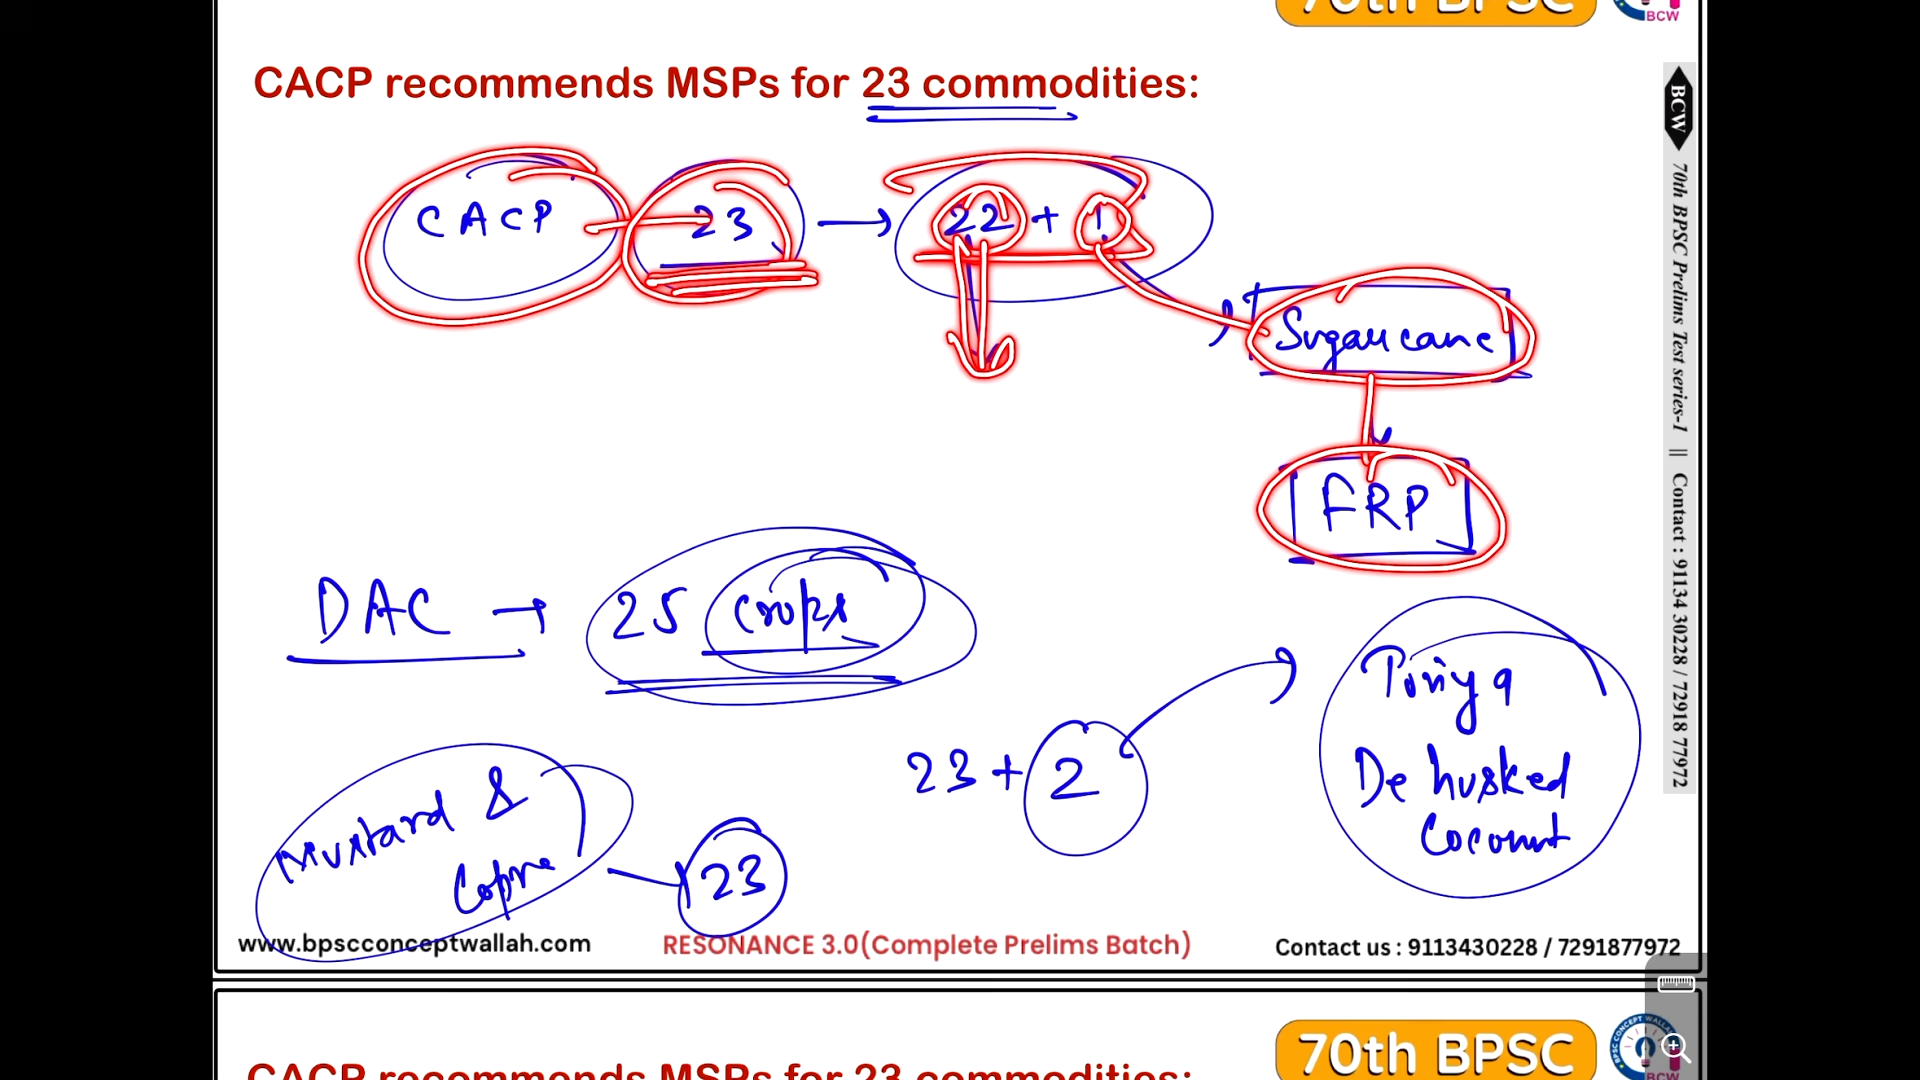 70th BPSC
BCW
CACP recommends MSPs for 23 commodities:
CACP 23 → 22 + 1
Sugarcane
FRP
DAC → 25 Crops
23 + 2
Toriya
De husked
Coconut
Mustard &
Copra
23
BCW 70th BPSC Prelims Test series-1 || Contact : 91134 30228 / 72918 77972
www.bpscconceptwallah.com RESONANCE 3.0(Complete Prelims Batch) Contact us : 9113430228 / 7291877972
70th BPSC
BCW
CACP recommends MSPs for 23 commodities: